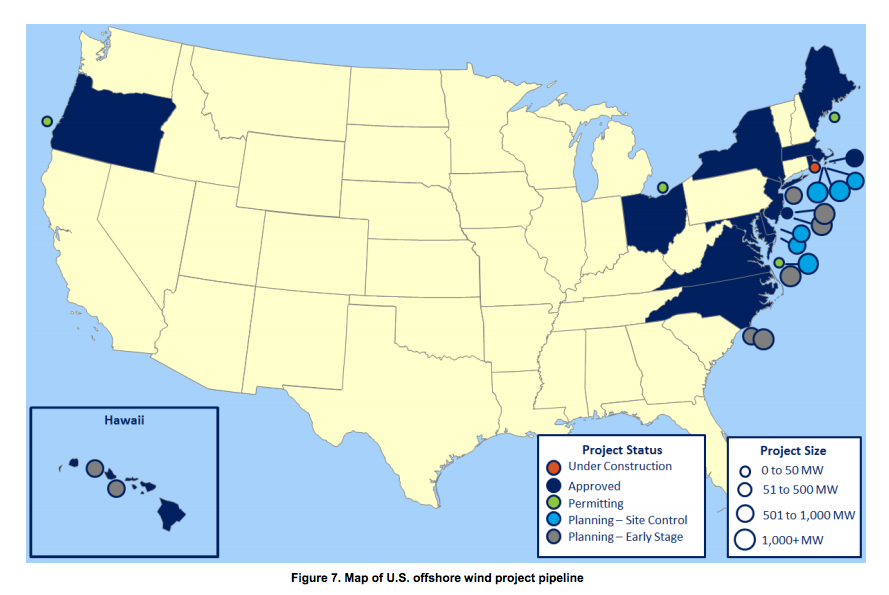 Hawaii
Project Status
Under Construction
Approved
Permitting
Planning – Site Control
Planning – Early Stage
Project Size
0 to 50 MW
51 to 500 MW
501 to 1,000 MW
1,000+ MW
Figure 7. Map of U.S. offshore wind project pipeline